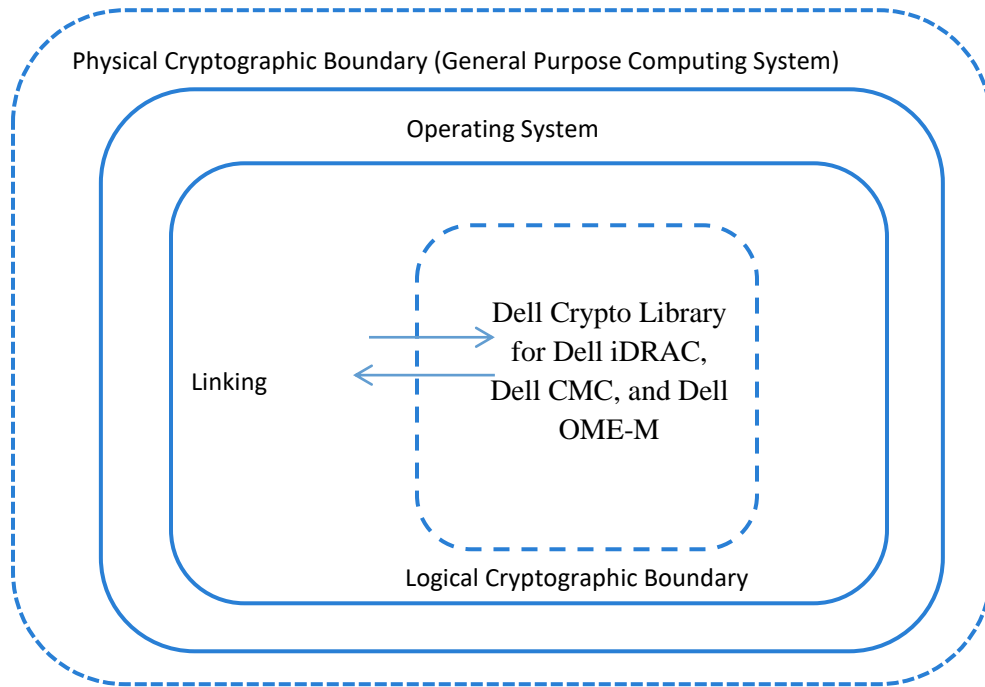 Physical Cryptographic Boundary (General Purpose Computing System)
Operating System
Dell Crypto Library
for Dell iDRAC,
Dell CMC, and Dell
OME-M
Linking
Logical Cryptographic Boundary